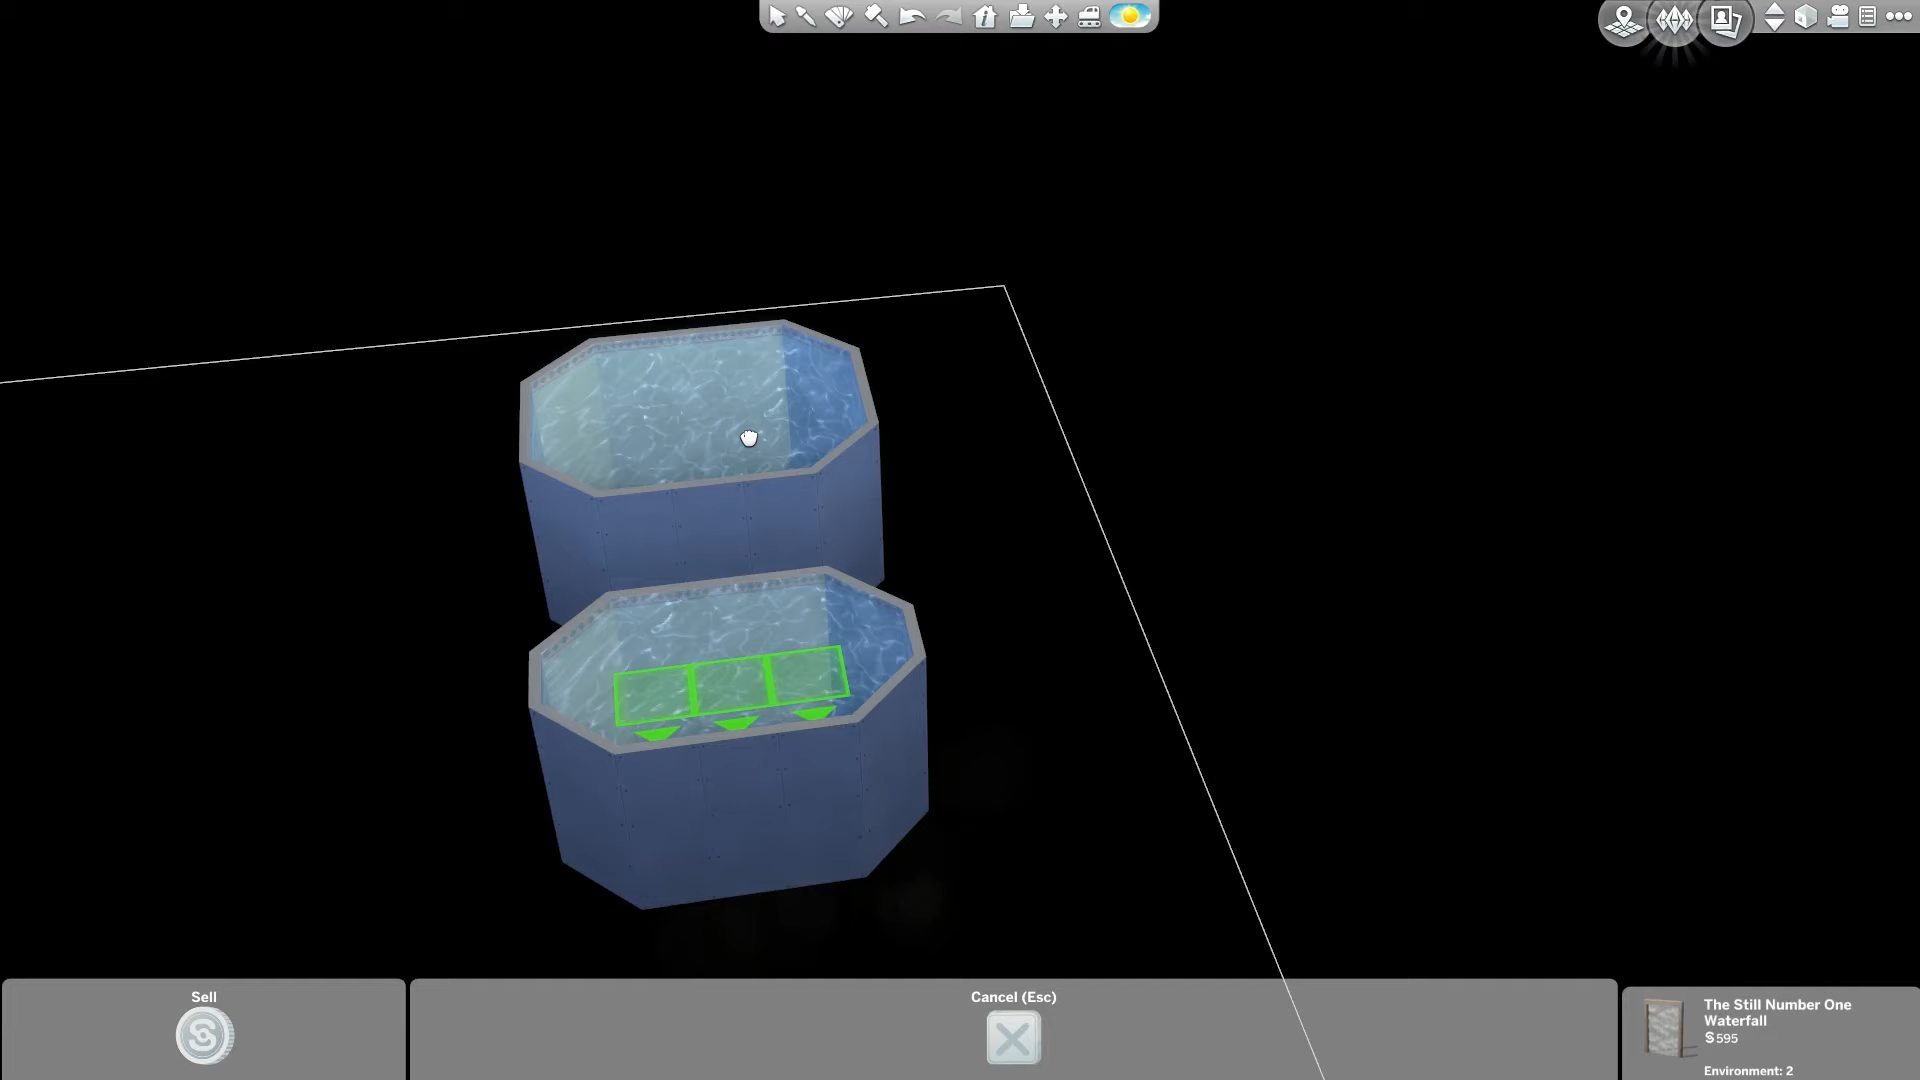 Sell
Cancel (Esc)
The Still Number One
Waterfall
§595
Environment: 2